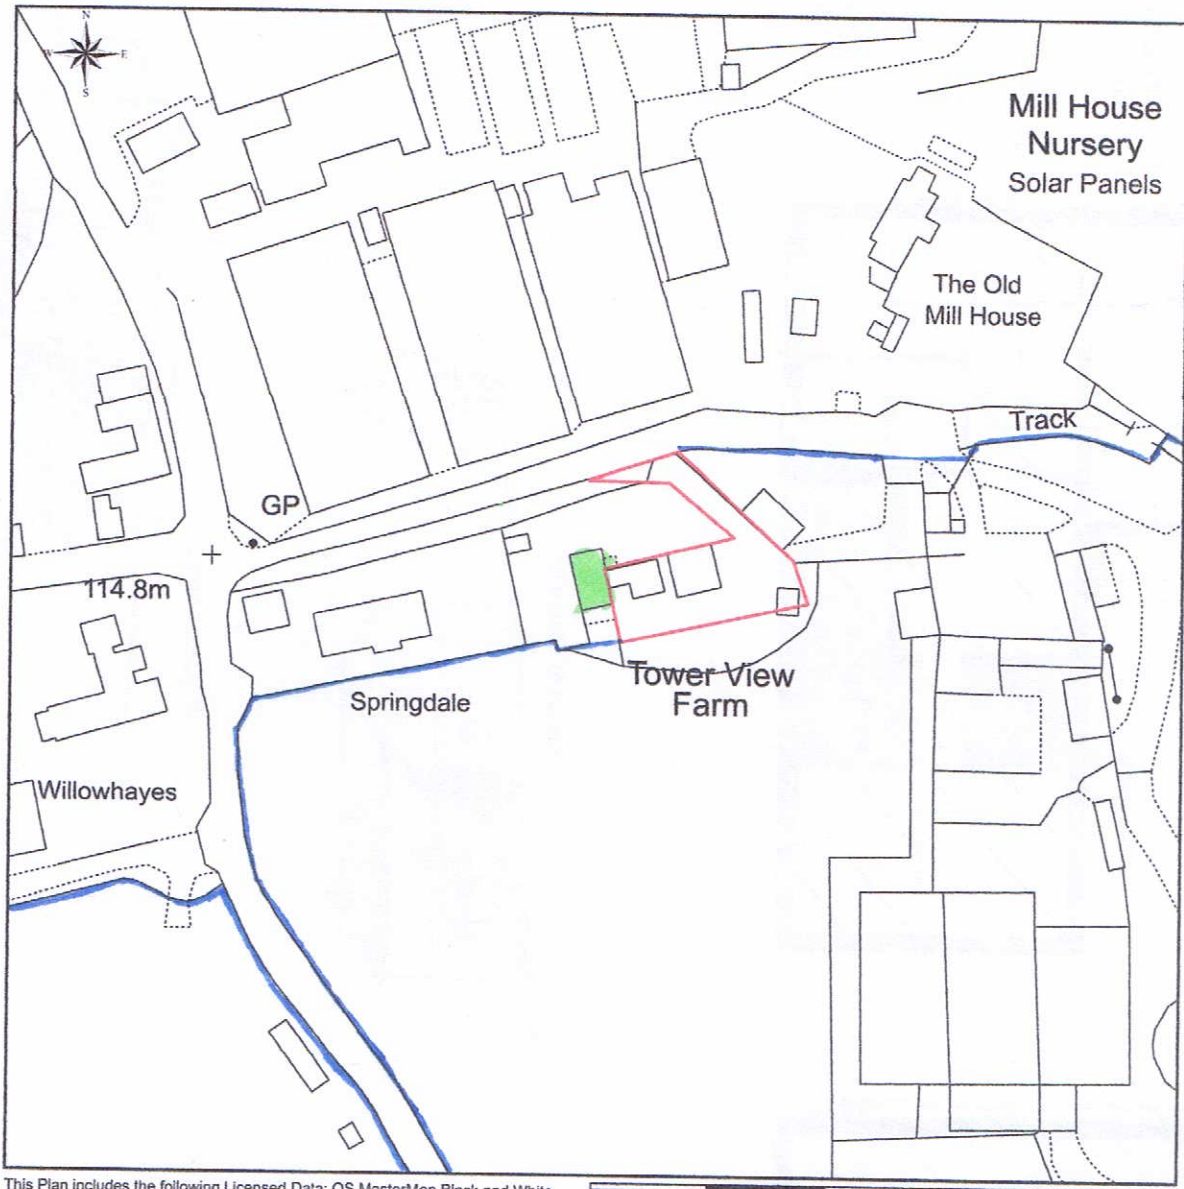 N
W E
S
Mill House
Nursery
Solar Panels
The Old
Mill House
Track
GP
114.8m
Tower View
Farm
Springdale
Willowhayes
This Plan includes the following Licensed Data: OS MasterMap Black and White